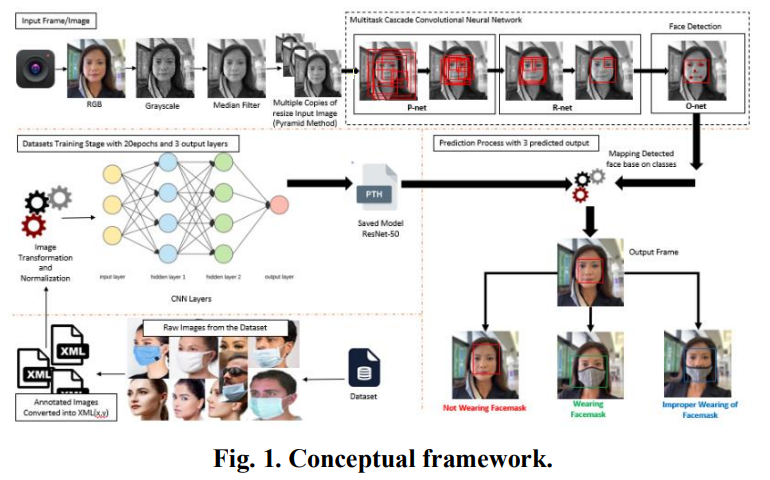 Input Frame/Image
Multitask Cascade Convolutional Neural Network
Face Detection
RGB
Grayscale
Median Filter
Multiple Copies of
resize Input Image
(Pyramid Method)
P-net
R-net
O-net
Datasets Training Stage with 20epochs and 3 output layers
Prediction Process with 3 predicted output
Mapping Detected
face base on classes
PTH
Saved Model
ResNet-50
Image
Transformation
and
Normalization
input layer
hidden layer 1
hidden layer 2
output layer
CNN Layers
Output Frame
Raw Images from the Dataset
XML
XML
Dataset
Annotated Images
Converted into XML(x,y)
Not Wearing Facemask
Wearing
Facemask
Improper Wearing of
Facemask
Fig. 1. Conceptual framework.